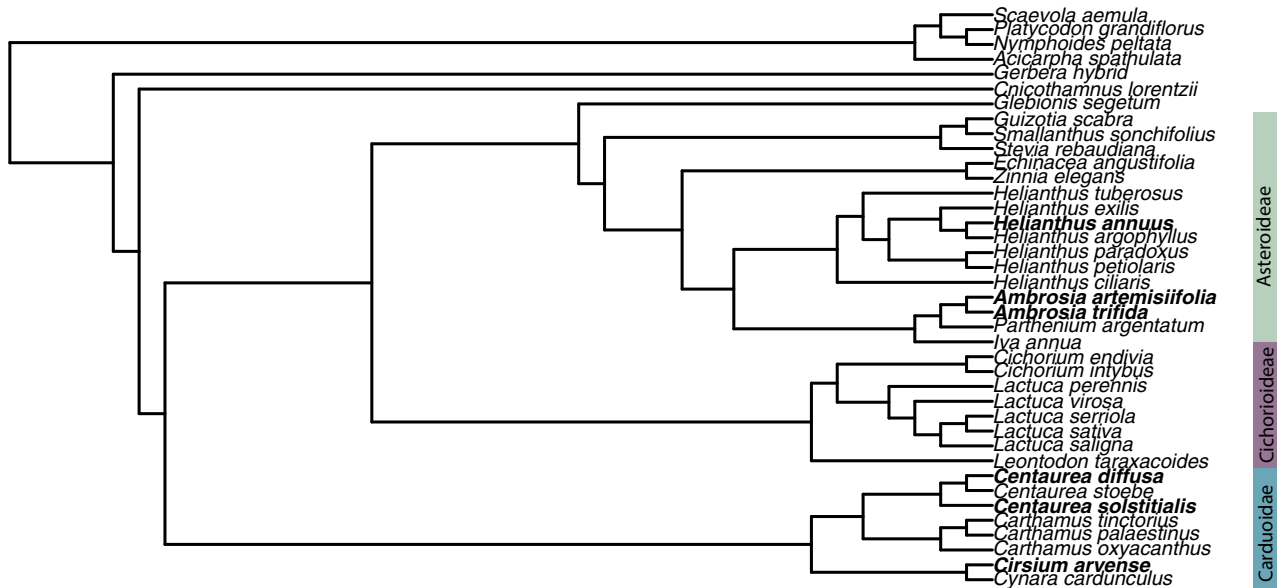 Scaevola aemula
Platycodon grandiflorus
Nymphoides peltata
Acicarpha spathulata
Gerbera hybrid
Cnicothamnus lorentzii
Glebionis segetum
Guizotia scabra
Smallanthus sonchifolius
Stevia rebaudiana
Echinacea angustifolia
Zinnia elegans
Helianthus tuberosus
Helianthus exilis
Helianthus annuus
Helianthus argophyllus
Helianthus paradoxus
Helianthus petiolaris
Helianthus ciliaris
Ambrosia artemisiifolia
Ambrosia trifida
Parthenium argentatum
Iva annua
Cichorium endivia
Cichorium intybus
Lactuca perennis
Lactuca virosa
Lactuca serriola
Lactuca sativa
Lactuca saligna
Leontodon taraxacoides
Centaurea diffusa
Centaurea stoebe
Centaurea solstitialis
Carthamus tinctorius
Carthamus palaestinus
Carthamus oxyacanthus
Cirsium arvense
Cynara cardunculus
Asteroideae
Cichorioideae
Carduoidae